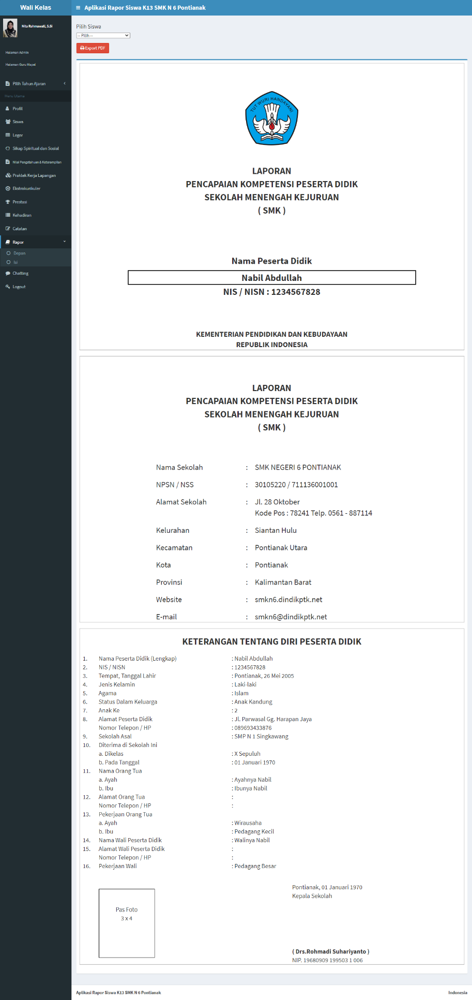 Wali Kelas
Aplikasi Rapor Siswa K13 SMK N 6 Pontianak
Nita Rahmawati, S.Si
Halaman Admin
Halaman Guru Mapel
Pilih Tahun Ajaran
Menu Utama
Profil
Siswa
Leger
Sikap Spiritual dan Sosial
Nilai Pengetahuan & Keterampilan
Praktek Kerja Lapangan
Ekstrakurikuler
Prestasi
Kehadiran
Catatan
Rapor
Depan
Isi
Chatting
Logout
Pilih Siswa
-- Pilih --
Export PDF
TUT WURI HANDAYANI
LAPORAN
PENCAPAIAN KOMPETENSI PESERTA DIDIK
SEKOLAH MENENGAH KEJURUAN
( SMK )
Nama Peserta Didik
Nabil Abdullah
NIS / NISN : 1234567828
KEMENTERIAN PENDIDIKAN DAN KEBUDAYAAN
REPUBLIK INDONESIA
LAPORAN
PENCAPAIAN KOMPETENSI PESERTA DIDIK
SEKOLAH MENENGAH KEJURUAN
( SMK )
Nama Sekolah : SMK NEGERI 6 PONTIANAK
NPSN / NSS : 30105220 / 711136001001
Alamat Sekolah : Jl. 28 Oktober
Kode Pos : 78241 Telp. 0561 - 887114
Kelurahan : Siantan Hulu
Kecamatan : Pontianak Utara
Kota : Pontianak
Provinsi : Kalimantan Barat
Website : smkn6.dindikptk.net
E-mail : smkn6@dindikptk.net
KETERANGAN TENTANG DIRI PESERTA DIDIK
1. Nama Peserta Didik (Lengkap) : Nabil Abdullah
2. NIS / NISN : 1234567828
3. Tempat, Tanggal Lahir : Pontianak, 26 Mei 2005
4. Jenis Kelamin : Laki-laki
5. Agama : Islam
6. Status Dalam Keluarga : Anak Kandung
7. Anak Ke : 2
8. Alamat Peserta Didik : Jl. Parwasal Gg. Harapan Jaya
Nomor Telepon / HP : 089693433876
9. Sekolah Asal : SMP N 1 Singkawang
10. Diterima di Sekolah Ini
a. Dikelas : X Sepuluh
b. Pada Tanggal : 01 Januari 1970
11. Nama Orang Tua
a. Ayah : Ayahnya Nabil
b. Ibu : Ibunya Nabil
12. Alamat Orang Tua :
Nomor Telepon / HP :
13. Pekerjaan Orang Tua
a. Ayah : Wirausaha
b. Ibu : Pedagang Kecil
14. Nama Wali Peserta Didik : Walinya Nabil
15. Alamat Wali Peserta Didik :
Nomor Telepon / HP :
16. Pekerjaan Wali : Pedagang Besar
Pontianak, 01 Januari 1970
Kepala Sekolah
Pas Foto
3 x 4
( Drs.Rohmadi Suhariyanto )
NIP. 19680909 199503 1 006
Aplikasi Rapor Siswa K13 SMK N 6 Pontianak
Indonesia